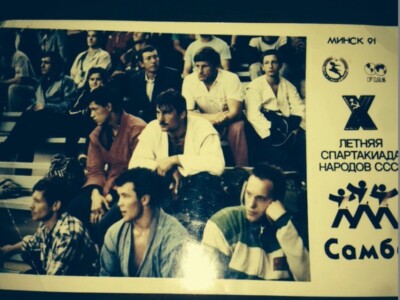 МИНСК 91
X
ЛЕТНЯЯ
СПАРТАКИАДА
НАРОДОВ ССС
Самб